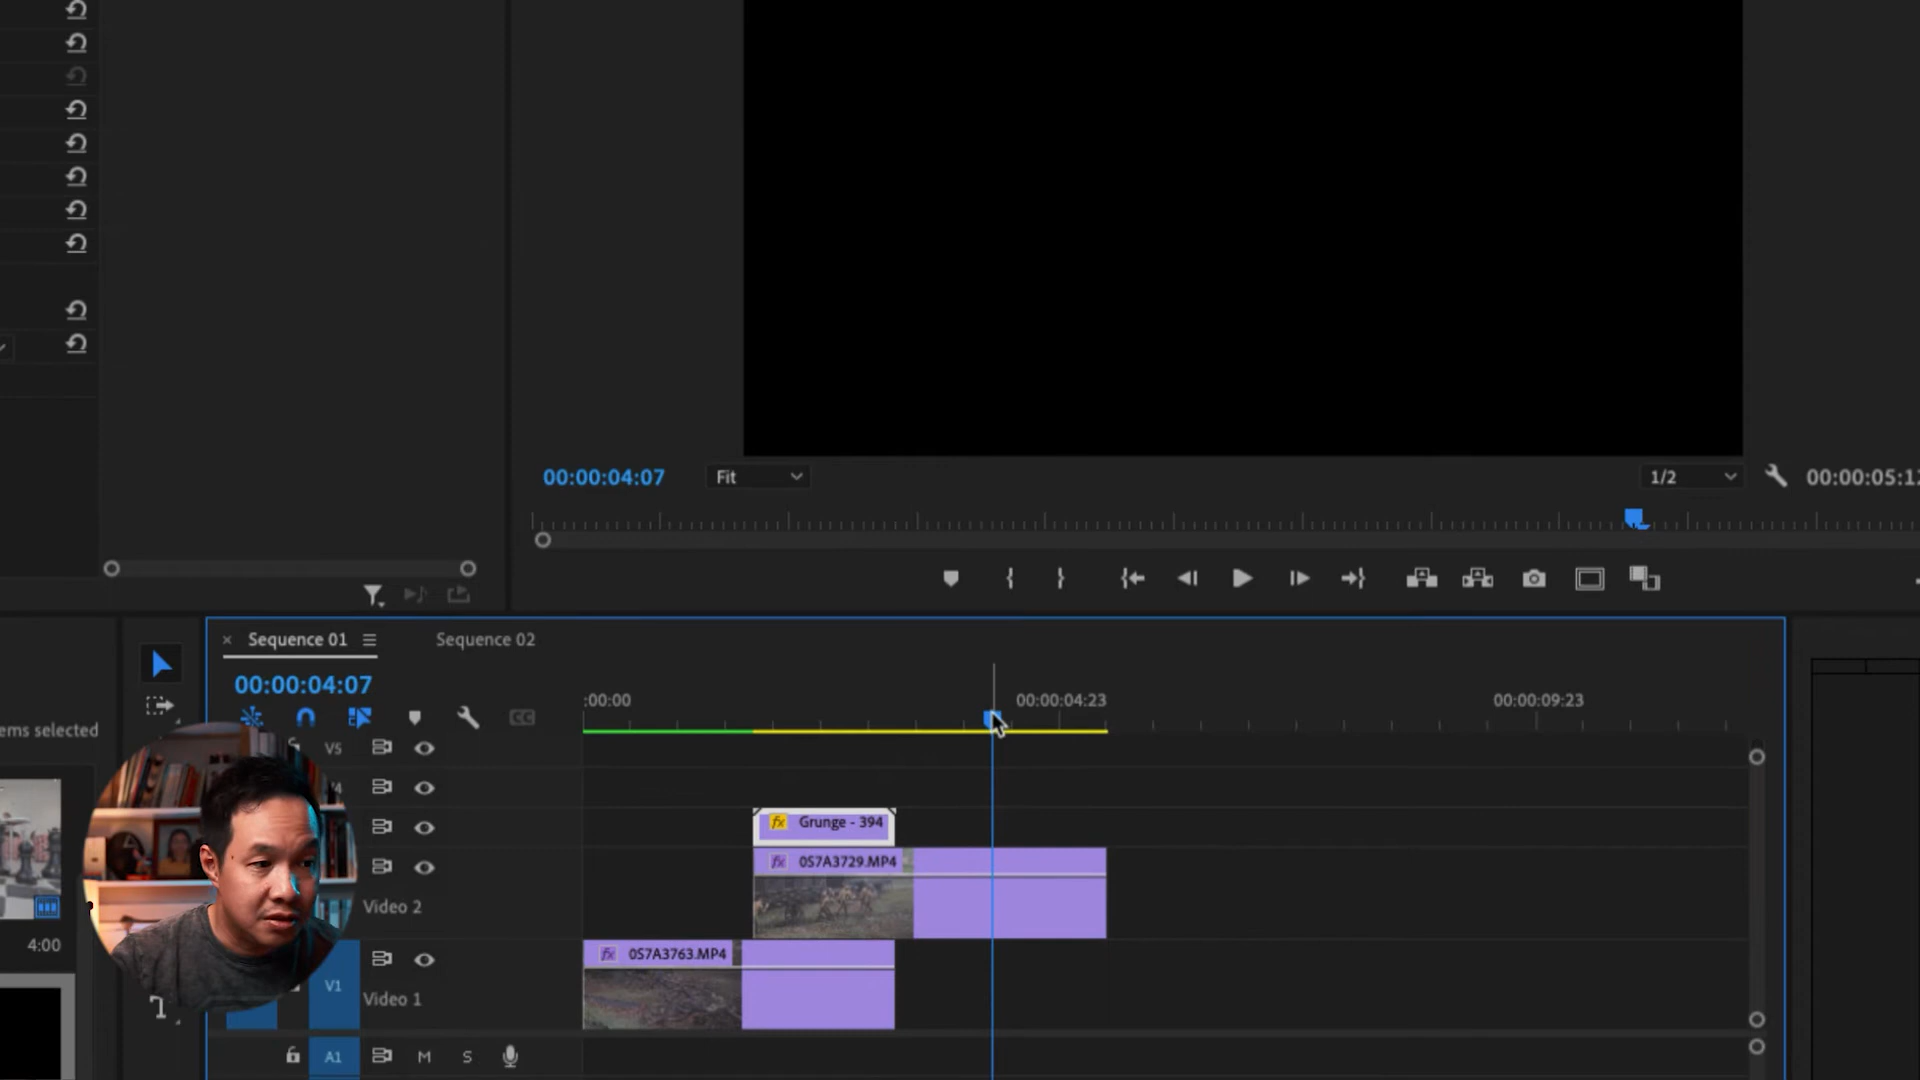 00:00:04:07
Fit
1/2
00:00:05:1
Sequence 01
Sequence 02
00:00:04:07
:00:00
00:00:04:23
00:00:09:23
ems selected
V5
4
Grunge - 394
0S7A3729.MP4
Video 2
4:00
0S7A3763.MP4
V1
Video 1
A1
M
S